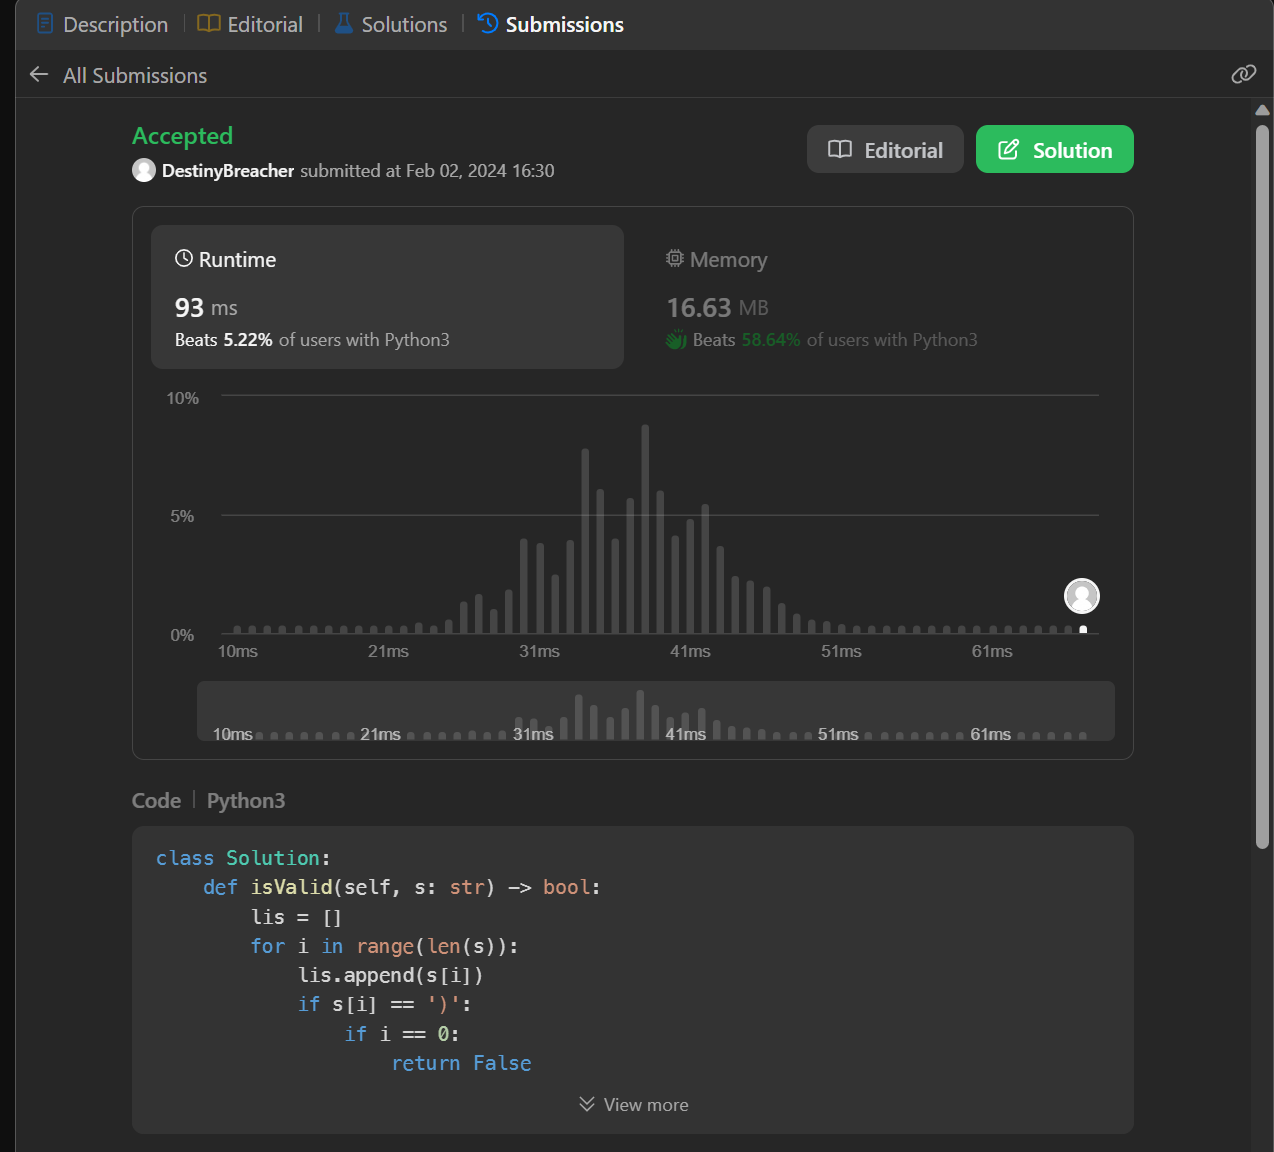 Description | Editorial | Solutions | Submissions
All Submissions
Accepted
DestinyBreacher submitted at Feb 02, 2024 16:30
Editorial
Solution
Runtime
93 ms
Beats 5.22% of users with Python3
Memory
16.63 MB
Beats 58.64% of users with Python3
10%
5%
0%
10ms 21ms 31ms 41ms 51ms 61ms
10ms 21ms 31ms 41ms 51ms 61ms
Code | Python3
class Solution:
    def isValid(self, s: str) -> bool:
        lis = []
        for i in range(len(s)):
            lis.append(s[i])
            if s[i] == ')':
                if i == 0:
                    return False
View more